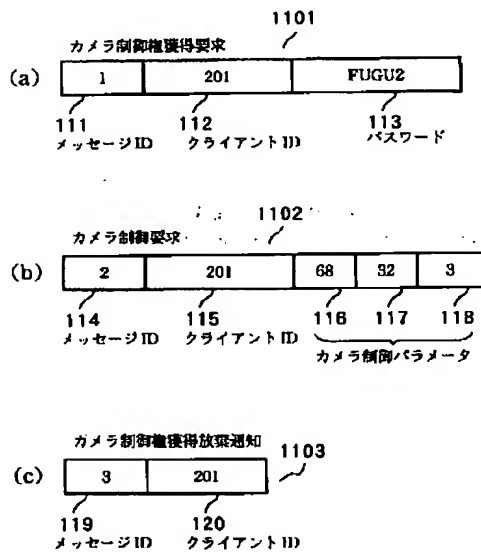 1101
カメラ制御権獲得要求
(a)
1 201 FUGU2
111 112 113
メッセージID クライアントID パスワード
1102
カメラ制御要求
(b)
2 201 68 32 3
114 115 116 117 118
メッセージID クライアントID カメラ制御パラメータ
カメラ制御権獲得放棄通知
1103
(c)
3 201
119 120
メッセージID クライアントID